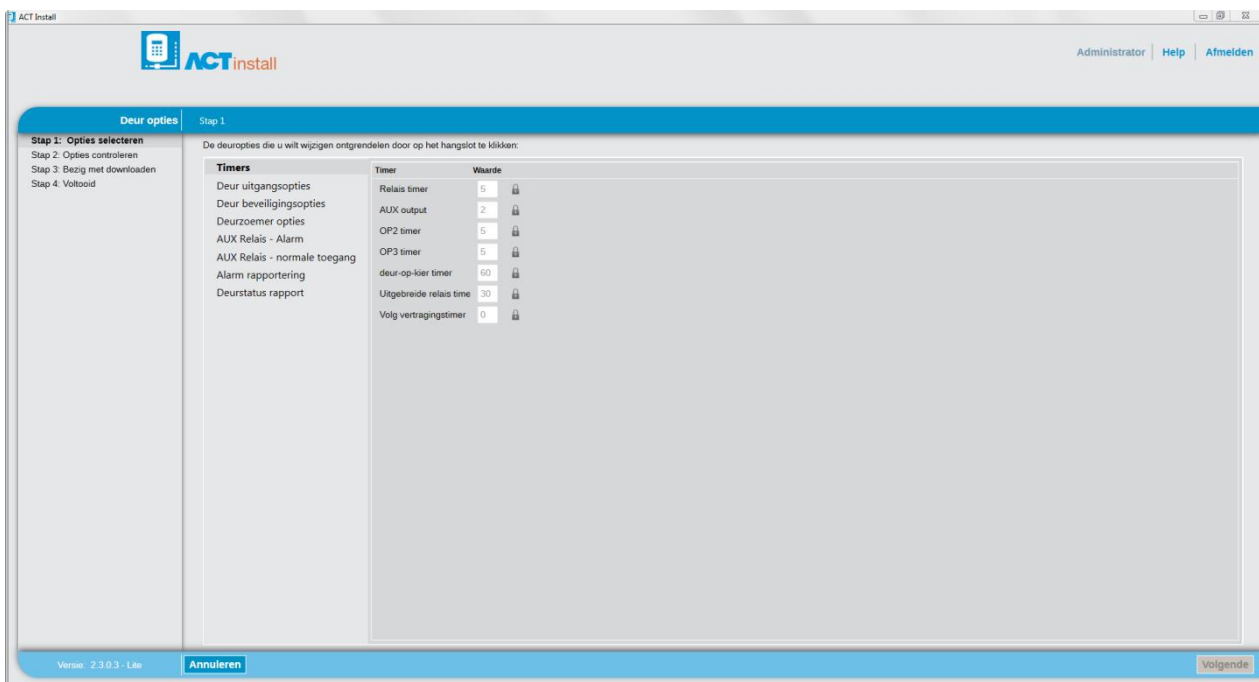 ACT Install
ACTinstall
Administrator Help Afmelden
Deur opties Stap 1
Stap 1: Opties selecteren
Stap 2: Opties controleren
Stap 3: Bezig met downloaden
Stap 4: Voltooid
De deuropties die u wilt wijzigen ontgrendelen door op het hangslot te klikken:
Timers
Deur uitgangsopties
Deur beveiligingsopties
Deurzoemer opties
AUX Relais - Alarm
AUX Relais - normale toegang
Alarm rapportering
Deurstatus rapport
Timer Waarde
Relais timer 5
AUX output 2
OP2 timer 5
OP3 timer 5
deur-op-kier timer 60
Uitgebreide relais time 30
Volg vertragingstimer 0
Versie: 2.3.0.3 - Lite
Annuleren
Volgende